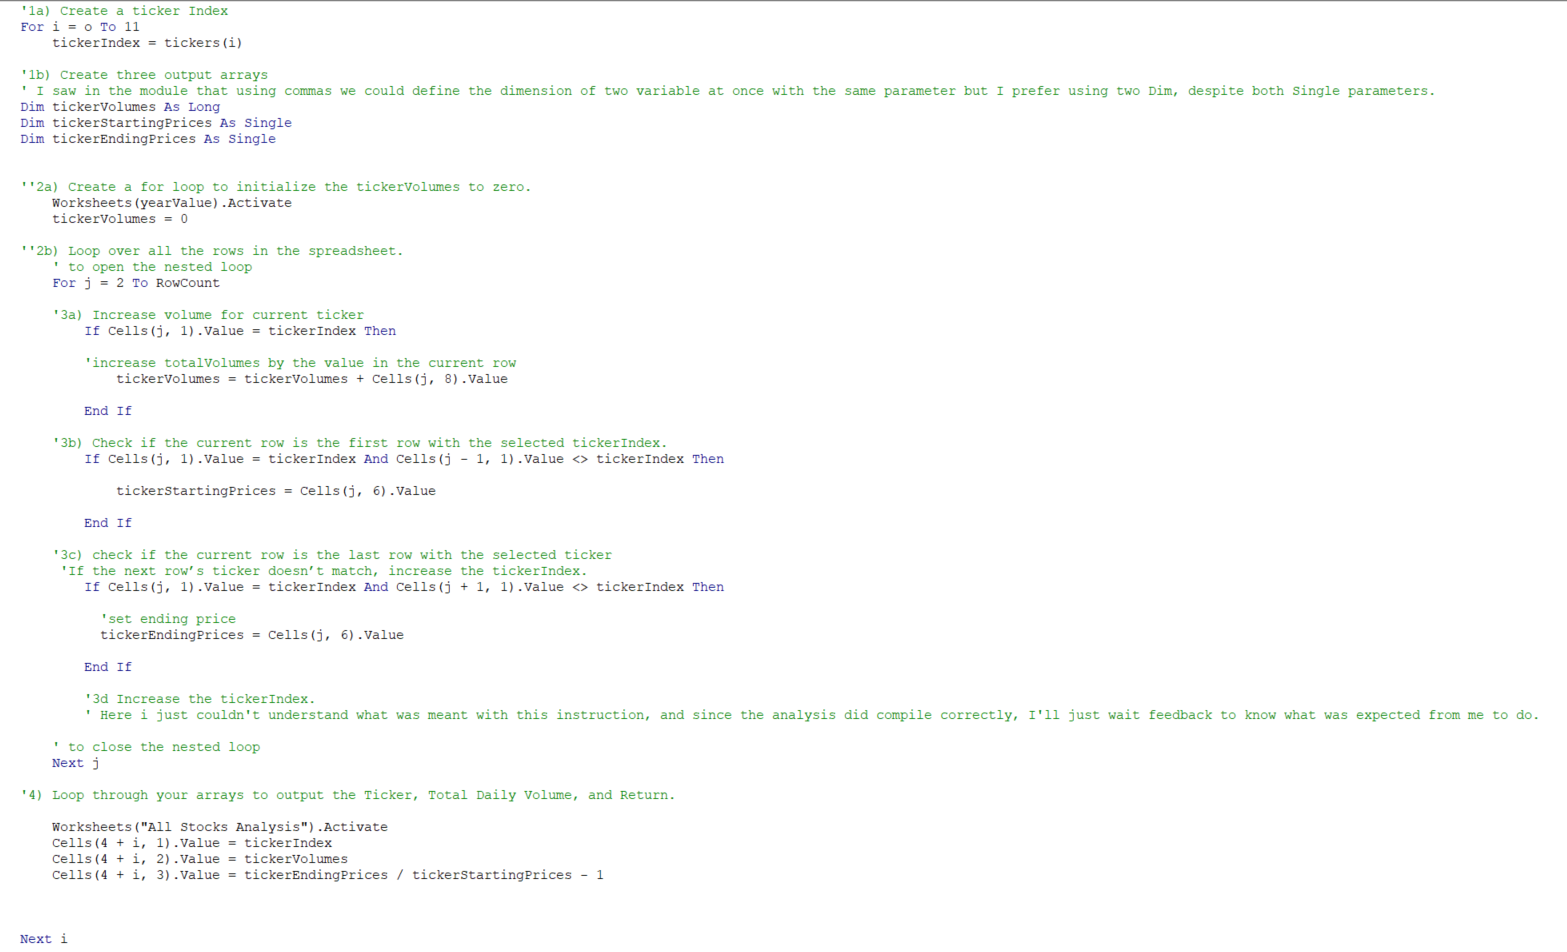 '1a) Create a ticker Index
For i = o To 11
    tickerIndex = tickers(i)
'1b) Create three output arrays
' I saw in the module that using commas we could define the dimension of two variable at once with the same parameter but I prefer using two Dim, despite both Single parameters.
Dim tickerVolumes As Long
Dim tickerStartingPrices As Single
Dim tickerEndingPrices As Single
''2a) Create a for loop to initialize the tickerVolumes to zero.
    Worksheets(yearValue).Activate
    tickerVolumes = 0
''2b) Loop over all the rows in the spreadsheet.
    ' to open the nested loop
    For j = 2 To RowCount
    '3a) Increase volume for current ticker
        If Cells(j, 1).Value = tickerIndex Then
        'increase totalVolumes by the value in the current row
            tickerVolumes = tickerVolumes + Cells(j, 8).Value
        End If
    '3b) Check if the current row is the first row with the selected tickerIndex.
        If Cells(j, 1).Value = tickerIndex And Cells(j - 1, 1).Value <> tickerIndex Then
            tickerStartingPrices = Cells(j, 6).Value
        End If
    '3c) check if the current row is the last row with the selected ticker
     'If the next row’s ticker doesn’t match, increase the tickerIndex.
        If Cells(j, 1).Value = tickerIndex And Cells(j + 1, 1).Value <> tickerIndex Then
          'set ending price
          tickerEndingPrices = Cells(j, 6).Value
        End If
        '3d Increase the tickerIndex.
        ' Here i just couldn't understand what was meant with this instruction, and since the analysis did compile correctly, I'll just wait feedback to know what was expected from me to do.
    ' to close the nested loop
    Next j
'4) Loop through your arrays to output the Ticker, Total Daily Volume, and Return.
    Worksheets("All Stocks Analysis").Activate
    Cells(4 + i, 1).Value = tickerIndex
    Cells(4 + i, 2).Value = tickerVolumes
    Cells(4 + i, 3).Value = tickerEndingPrices / tickerStartingPrices - 1
Next i